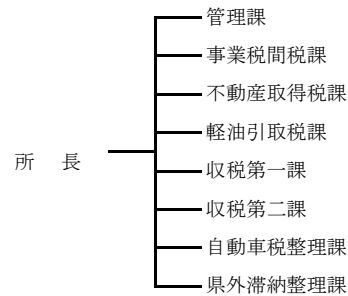 管理課
事業税間税課
不動産取得税課
軽油引取税課
所 長
収税第一課
収税第二課
自動車税整理課
県外滞納整理課